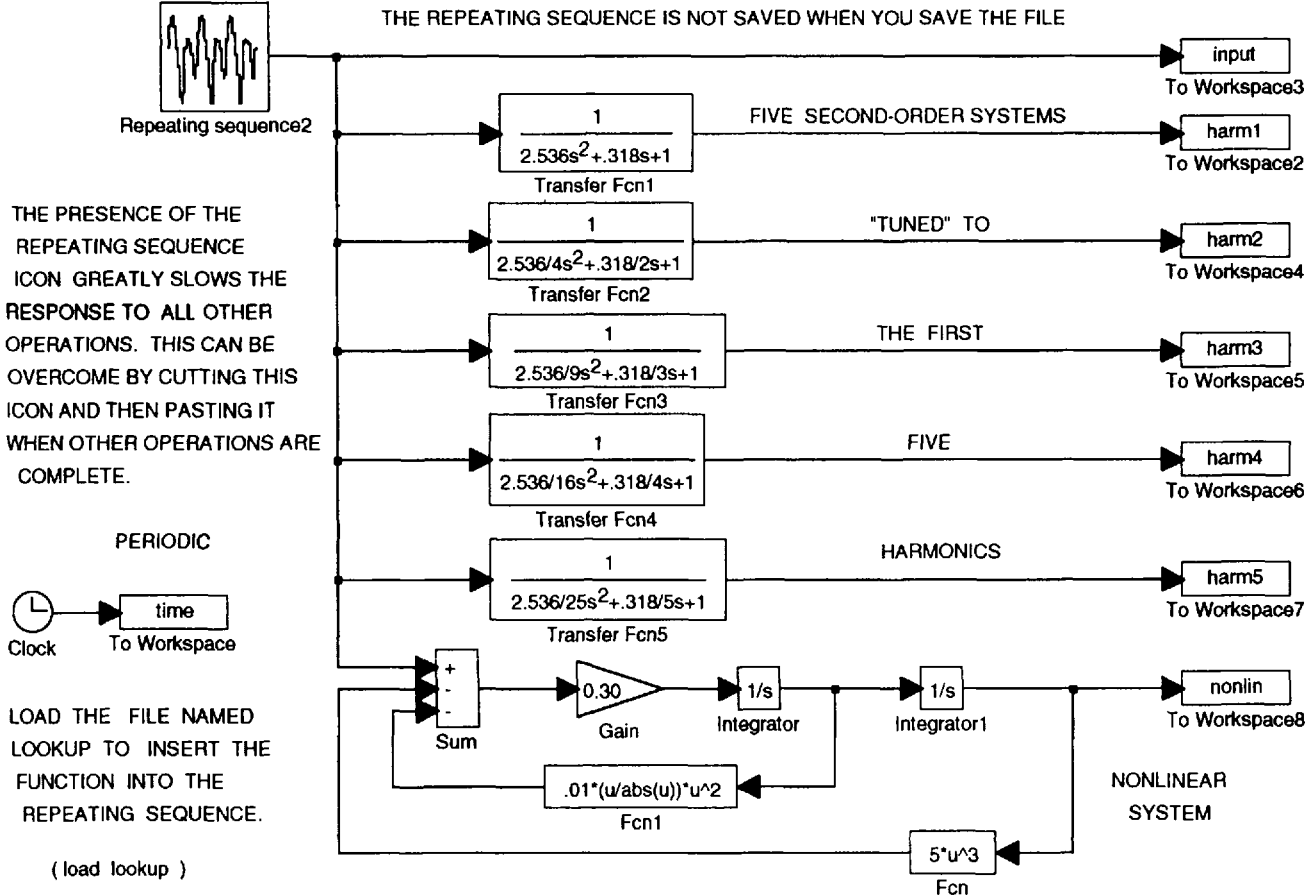 THE REPEATING SEQUENCE IS NOT SAVED WHEN YOU SAVE THE FILE
Repeating sequence2
input
To Workspace3
1
2.536s^2+.318s+1
Transfer Fcn1
FIVE SECOND-ORDER SYSTEMS
harm1
To Workspace2
THE PRESENCE OF THE
REPEATING SEQUENCE
ICON GREATLY SLOWS THE
RESPONSE TO ALL OTHER
OPERATIONS. THIS CAN BE
OVERCOME BY CUTTING THIS
ICON AND THEN PASTING IT
WHEN OTHER OPERATIONS ARE
COMPLETE.
1
2.536/4s^2+.318/2s+1
Transfer Fcn2
"TUNED" TO
harm2
To Workspace4
1
2.536/9s^2+.318/3s+1
Transfer Fcn3
THE FIRST
harm3
To Workspace5
1
2.536/16s^2+.318/4s+1
Transfer Fcn4
FIVE
harm4
To Workspace6
PERIODIC
Clock
time
To Workspace
1
2.536/25s^2+.318/5s+1
Transfer Fcn5
HARMONICS
harm5
To Workspace7
LOAD THE FILE NAMED
LOOKUP TO INSERT THE
FUNCTION INTO THE
REPEATING SEQUENCE.
( load lookup )
+
-
-
Sum
0.30
Gain
1/s
Integrator
1/s
Integrator1
nonlin
To Workspace8
.01*(u/abs(u))*u^2
Fcn1
NONLINEAR
SYSTEM
5*u^3
Fcn